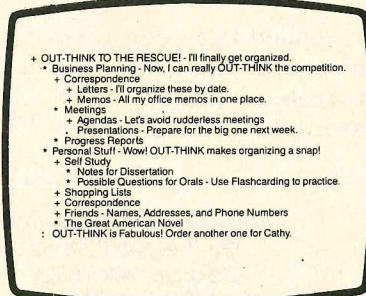 + OUT-THINK TO THE RESCUE! - I'll finally get organized.
* Business Planning - Now, I can really OUT-THINK the competition.
+ Correspondence
+ Letters - I'll organize these by date.
+ Memos - All my office memos in one place.
* Meetings
+ Agendas - Let's avoid rudderless meetings
. Presentations - Prepare for the big one next week.
* Progress Reports
* Personal Stuff - Wow! OUT-THINK makes organizing a snap!
+ Self Study
* Notes for Dissertation
* Possible Questions for Orals - Use Flashcarding to practice.
+ Shopping Lists
+ Correspondence
+ Friends - Names, Addresses, and Phone Numbers
* The Great American Novel
: OUT-THINK is Fabulous! Order another one for Cathy.